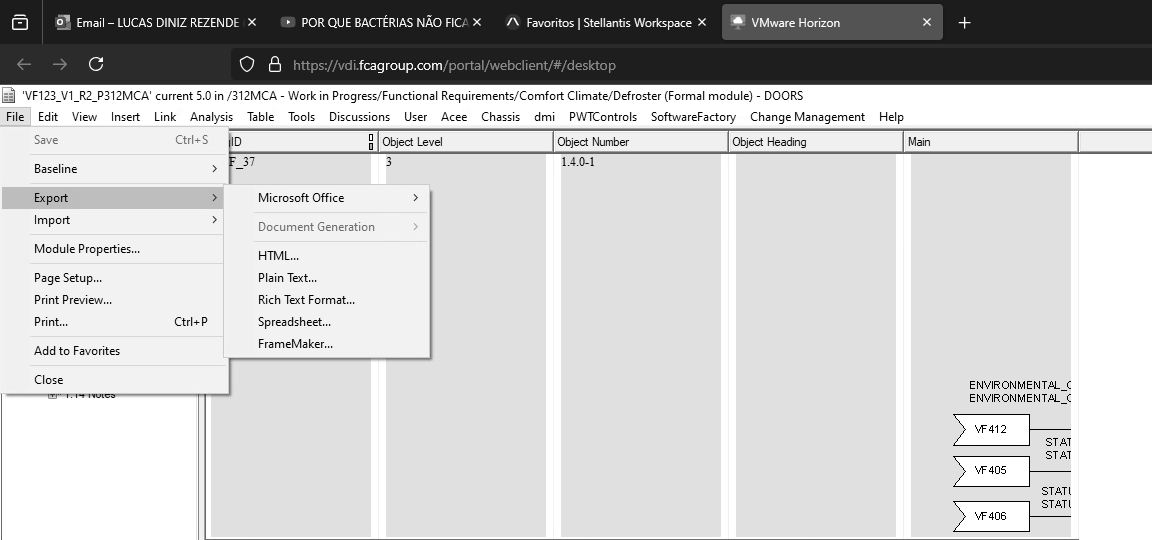 Email – LUCAS DINIZ REZENDE
POR QUE BACTÉRIAS NÃO FICA
Favoritos | Stellantis Workspace
VMware Horizon
https://vdi.fcagroup.com/portal/webclient/#/desktop
'VF123_V1_R2_P312MCA' current 5.0 in /312MCA - Work in Progress/Functional Requirements/Comfort Climate/Defroster (Formal module) - DOORS
File Edit View Insert Link Analysis Table Tools Discussions User Acee Chassis dmi PWTControls SoftwareFactory Change Management Help
Save Ctrl+S
Baseline
Export
Import
Module Properties...
Page Setup...
Print Preview...
Print... Ctrl+P
Add to Favorites
Close
1.14 Notes
Microsoft Office
Document Generation
HTML...
Plain Text...
Rich Text Format...
Spreadsheet...
FrameMaker...
ID Object Level Object Number Object Heading Main
F_37 3 1.4.0-1
ENVIRONMENTAL_C
ENVIRONMENTAL_C
VF412
STAT
STAT
VF405
STATU
STATU
VF406